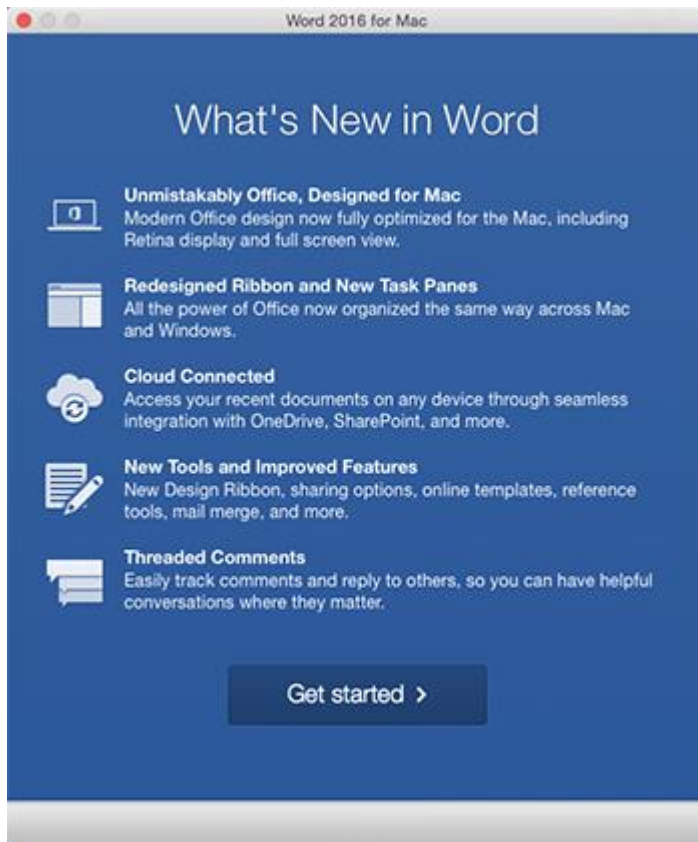 Word 2016 for Mac
What's New in Word
Unmistakably Office, Designed for Mac
Modern Office design now fully optimized for the Mac, including
Retina display and full screen view.
Redesigned Ribbon and New Task Panes
All the power of Office now organized the same way across Mac
and Windows.
Cloud Connected
Access your recent documents on any device through seamless
integration with OneDrive, SharePoint, and more.
New Tools and Improved Features
New Design Ribbon, sharing options, online templates, reference
tools, mail merge, and more.
Threaded Comments
Easily track comments and reply to others, so you can have helpful
conversations where they matter.
Get started >